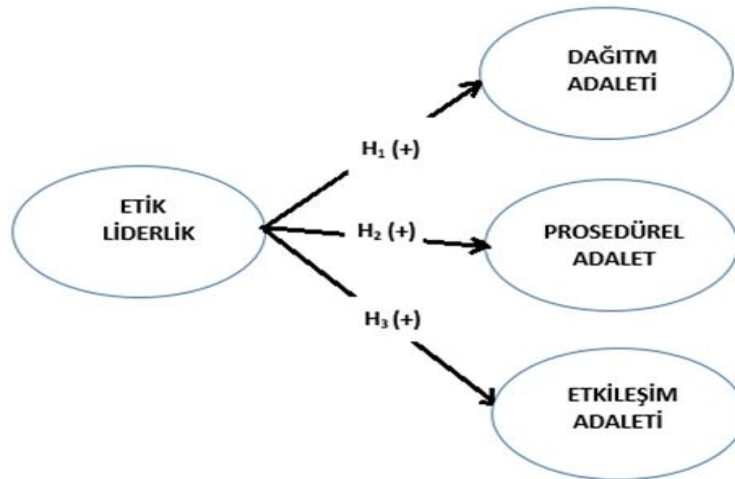 DAĞITM
ADALETİ
H₁ (+)
ETİK
LİDERLİK
H₂ (+)
PROSEDÜREL
ADALET
H₃ (+)
ETKİLEŞİM
ADALETİ